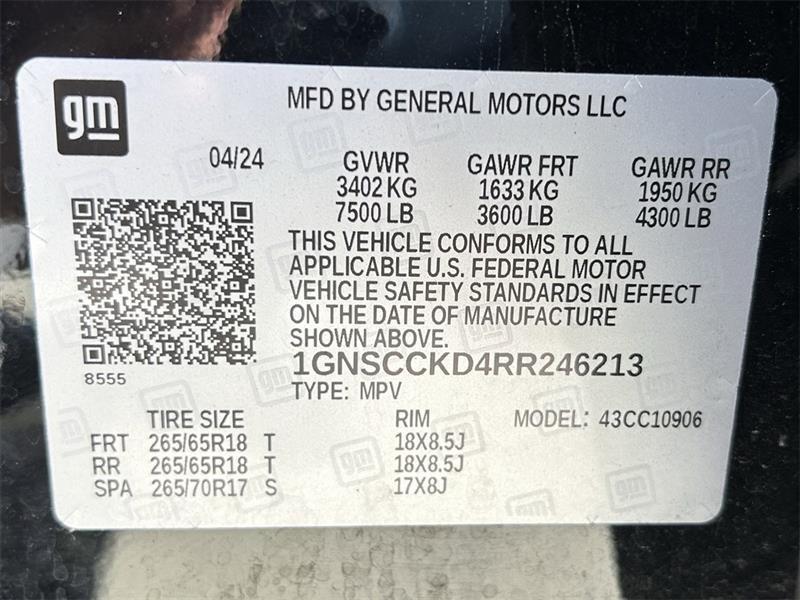 gm
MFD BY GENERAL MOTORS LLC
04/24 GVWR GAWR FRT GAWR RR
3402 KG 1633 KG 1950 KG
7500 LB 3600 LB 4300 LB
THIS VEHICLE CONFORMS TO ALL
APPLICABLE U.S. FEDERAL MOTOR
VEHICLE SAFETY STANDARDS IN EFFECT
ON THE DATE OF MANUFACTURE
SHOWN ABOVE.
1GNSCCKD4RR246213
8555
TYPE: MPV
TIRE SIZE RIM MODEL: 43CC10906
FRT 265/65R18 T 18X8.5J
RR 265/65R18 T 18X8.5J
SPA 265/70R17 S 17X8J